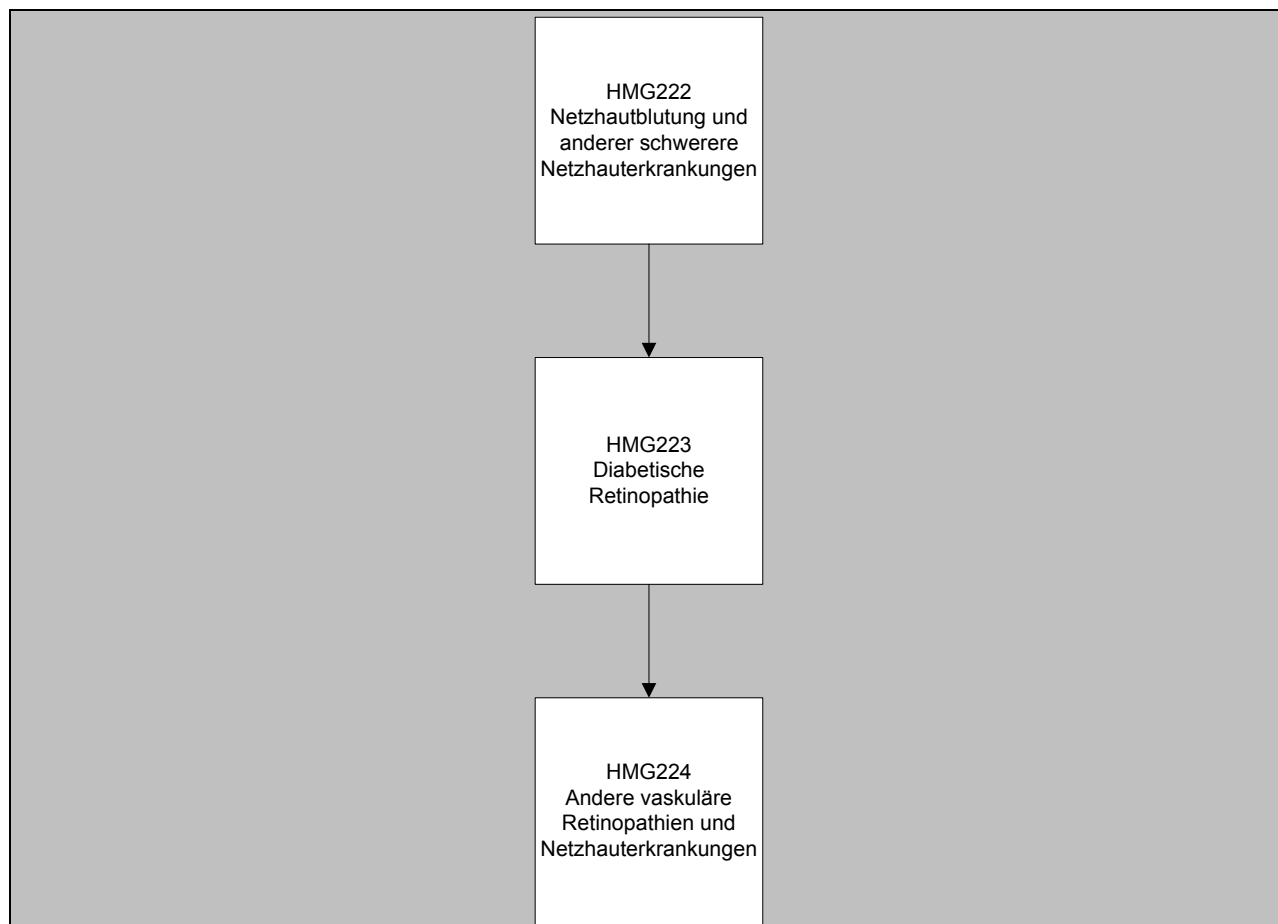 HMG222
Netzhautblutung und
anderer schwerere
Netzhauterkrankungen
HMG223
Diabetische
Retinopathie
HMG224
Andere vaskuläre
Retinopathien und
Netzhauterkrankungen